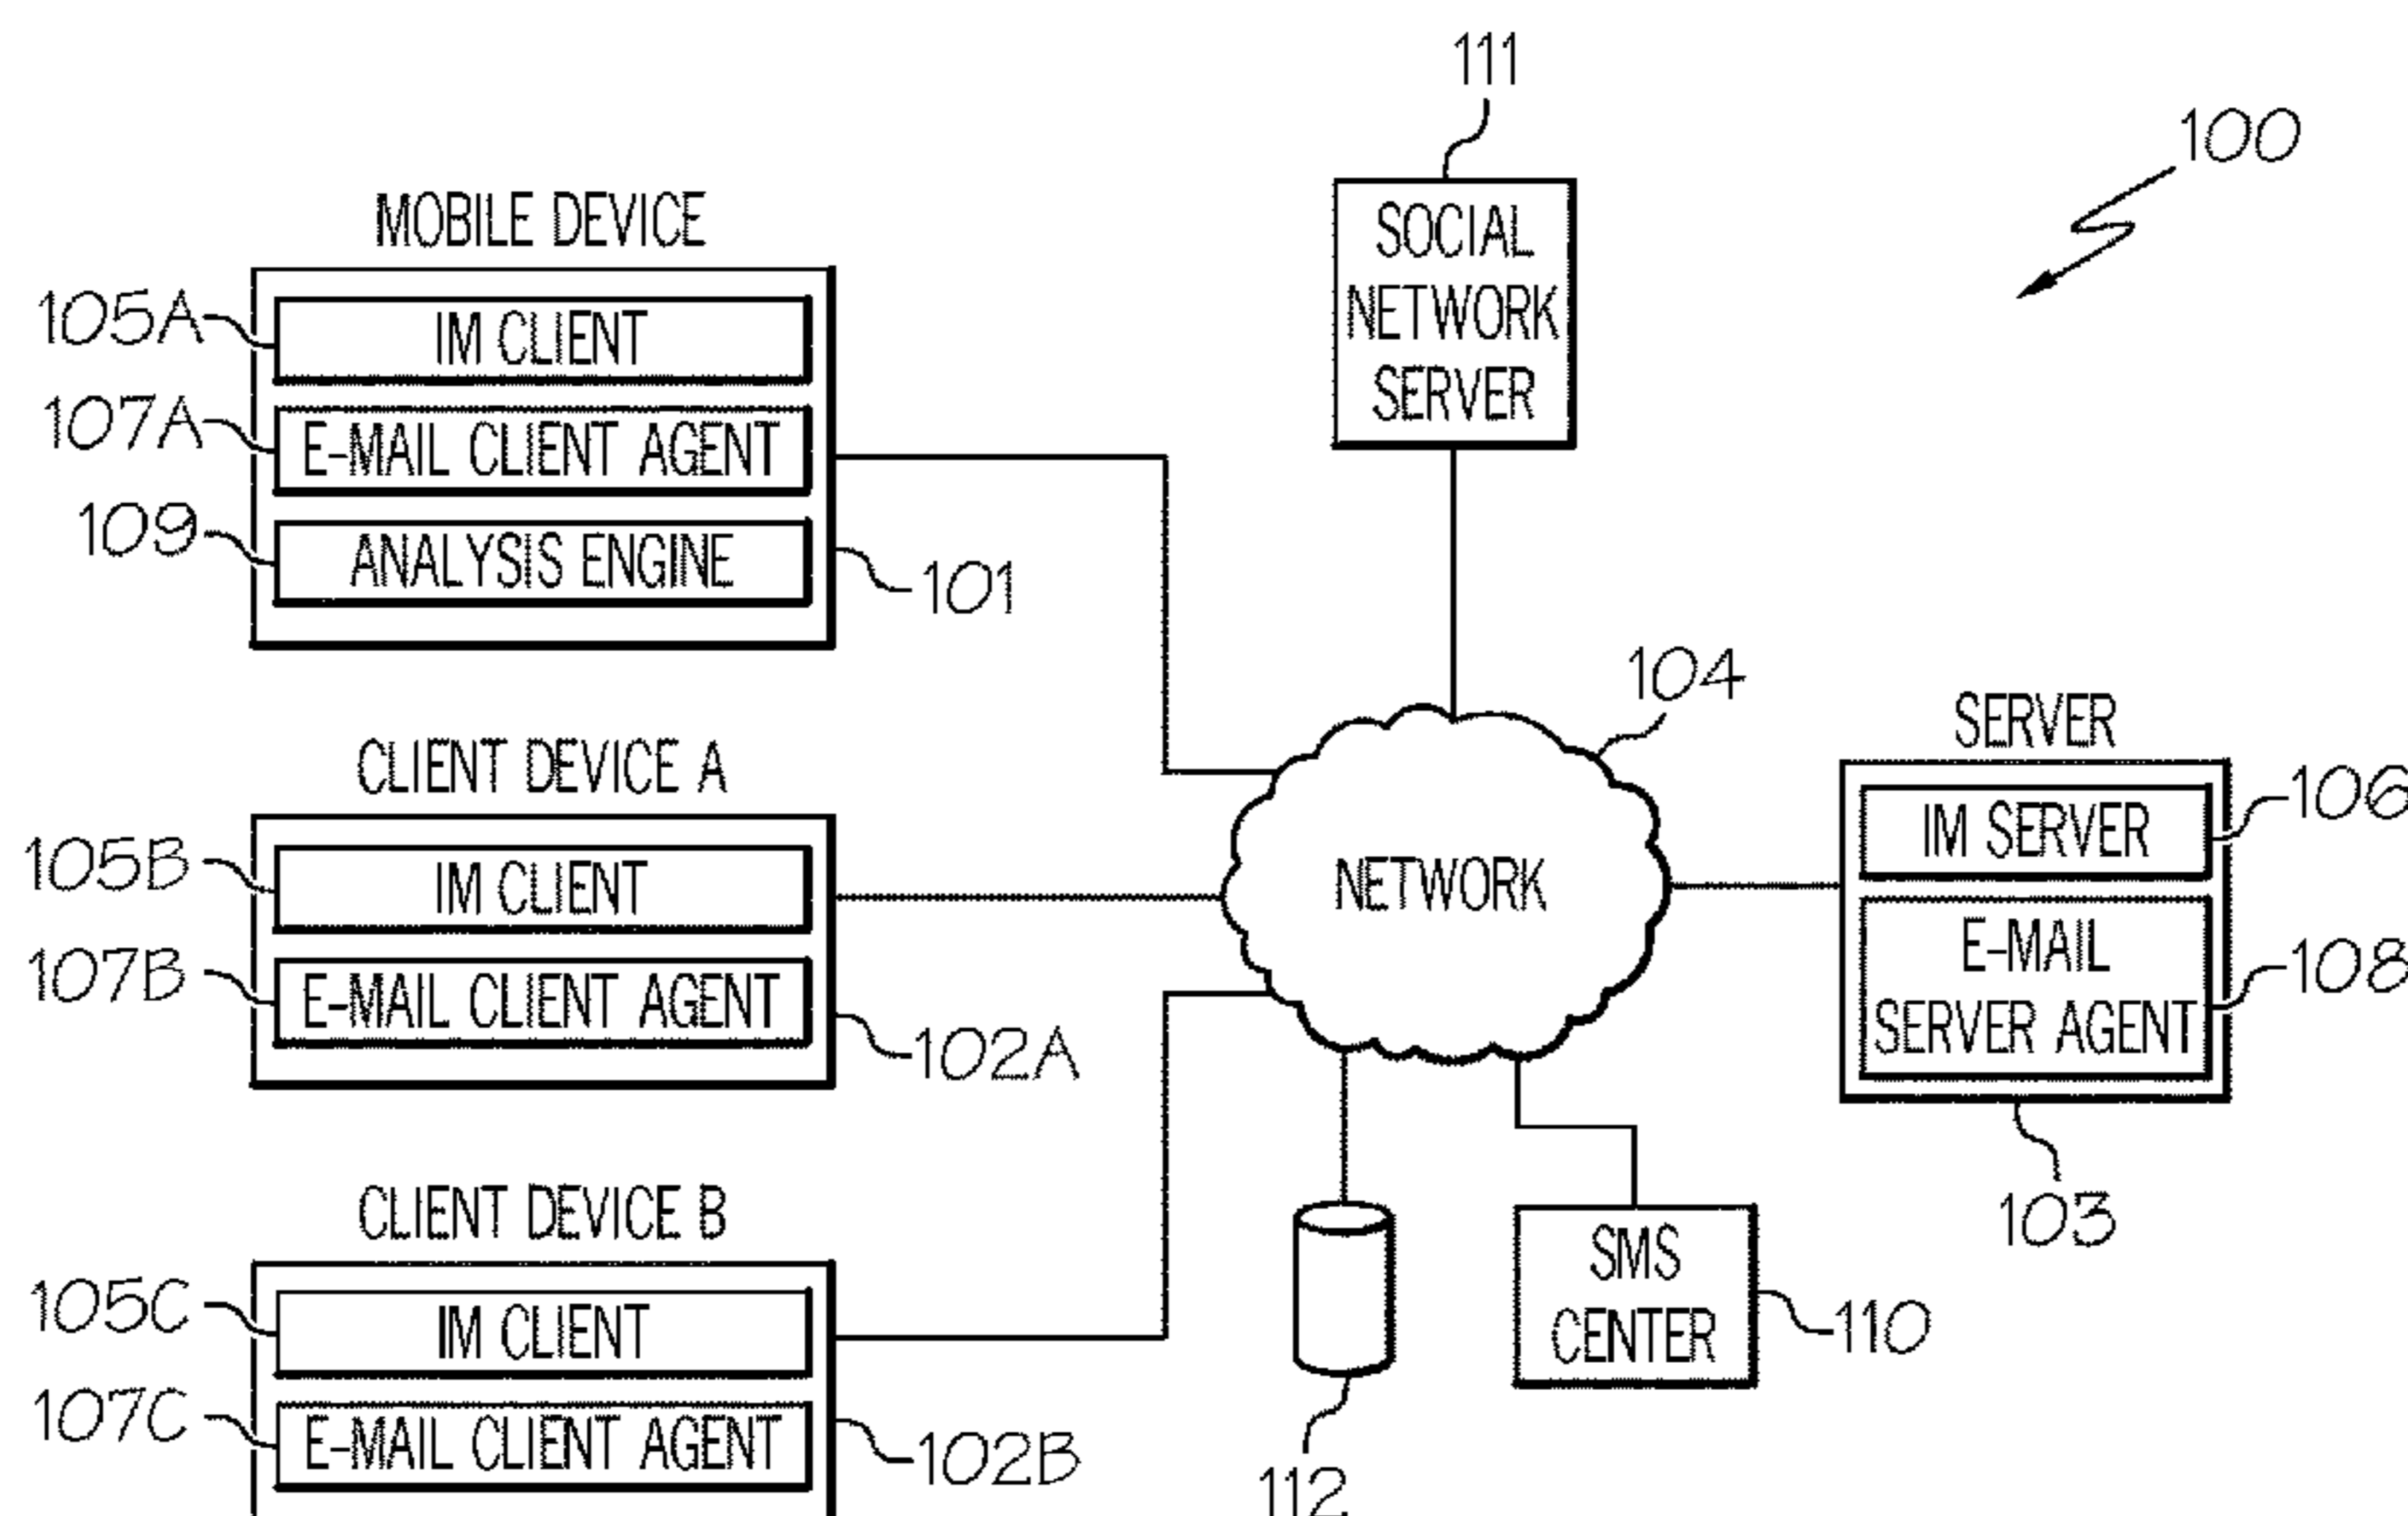 111
100
SOCIAL
NETWORK
SERVER
MOBILE DEVICE
105A
IM CLIENT
107A
E-MAIL CLIENT AGENT
109
ANALYSIS ENGINE
101
104
CLIENT DEVICE A
105B
IM CLIENT
107B
E-MAIL CLIENT AGENT
102A
NETWORK
SERVER
IM SERVER
106
E-MAIL
SERVER AGENT
108
103
CLIENT DEVICE B
105C
IM CLIENT
107C
E-MAIL CLIENT AGENT
102B
112
SMS
CENTER
110